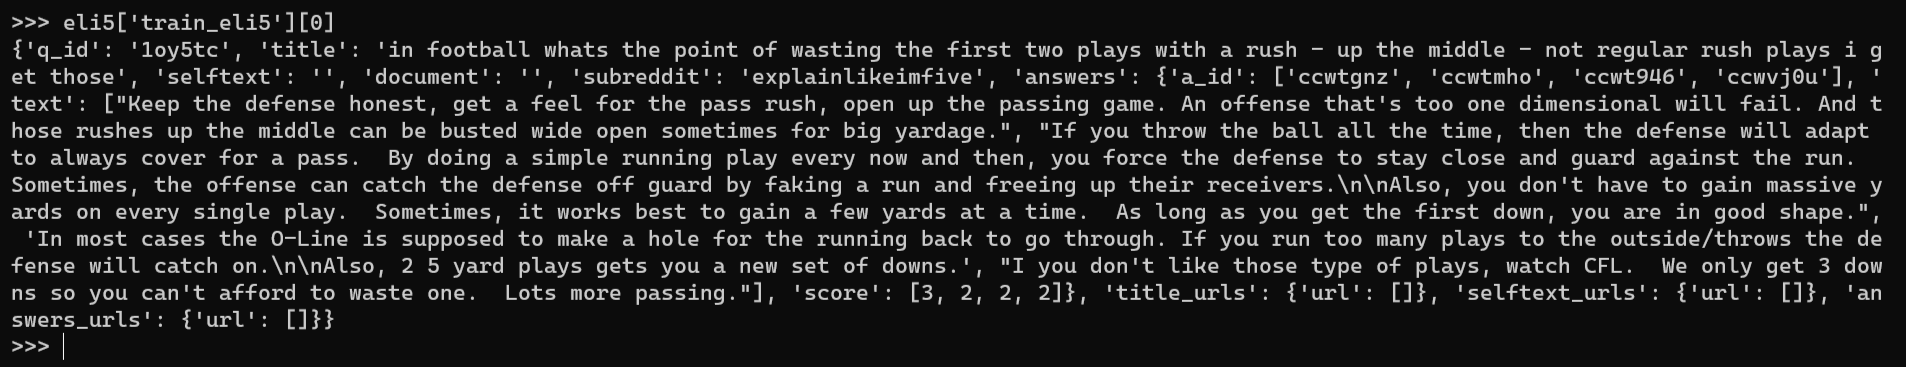 >>> eli5['train_eli5'][0]
{'q_id': '1oy5tc', 'title': 'in football whats the point of wasting the first two plays with a rush - up the middle - not regular rush plays i g
et those', 'selftext': '', 'document': '', 'subreddit': 'explainlikeimfive', 'answers': {'a_id': ['ccwtgnz', 'ccwtmho', 'ccwt946', 'ccwvj0u'], '
text': ["Keep the defense honest, get a feel for the pass rush, open up the passing game. An offense that's too one dimensional will fail. And t
hose rushes up the middle can be busted wide open sometimes for big yardage.", "If you throw the ball all the time, then the defense will adapt
to always cover for a pass.  By doing a simple running play every now and then, you force the defense to stay close and guard against the run.
Sometimes, the offense can catch the defense off guard by faking a run and freeing up their receivers.\n\nAlso, you don't have to gain massive y
ards on every single play.  Sometimes, it works best to gain a few yards at a time.  As long as you get the first down, you are in good shape.",
 'In most cases the O-Line is supposed to make a hole for the running back to go through. If you run too many plays to the outside/throws the de
fense will catch on.\n\nAlso, 2 5 yard plays gets you a new set of downs.', "I you don't like those type of plays, watch CFL.  We only get 3 dow
ns so you can't afford to waste one.  Lots more passing."], 'score': [3, 2, 2, 2]}, 'title_urls': {'url': []}, 'selftext_urls': {'url': []}, 'an
swers_urls': {'url': []}}
>>>